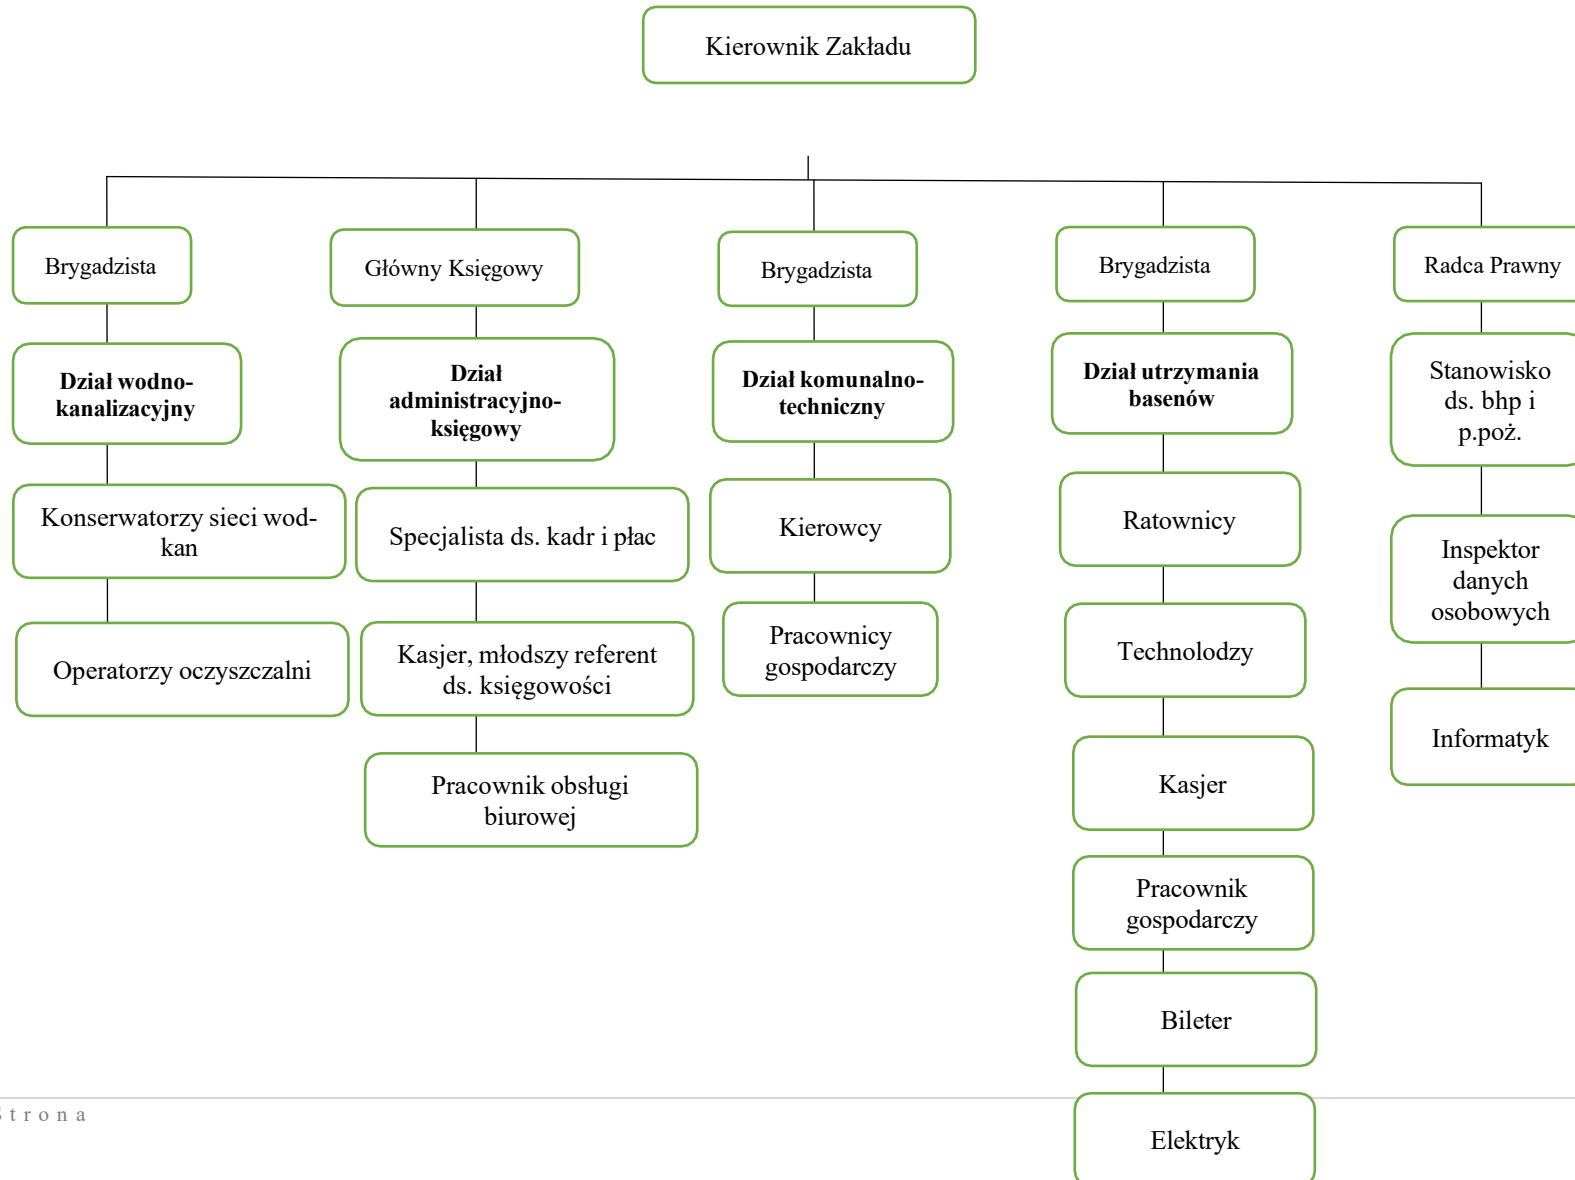 Kierownik Zakładu
Brygadzista
Główny Księgowy
Brygadzista
Brygadzista
Radca Prawny
Dział wodno-
kanalizacyjny
Dział
administracyjno-
księgowy
Dział komunalno-
techniczny
Dział utrzymania
basenów
Stanowisko
ds. bhp i
p.poż.
Konserwatorzy sieci wod-
kan
Specjalista ds. kadr i płac
Kierowcy
Ratownicy
Inspektor
danych
osobowych
Operatorzy oczyszczalni
Kasjer, młodszy referent
ds. księgowości
Pracownicy
gospodarczy
Technolodzy
Informatyk
Pracownik obsługi
biurowej
Kasjer
Pracownik
gospodarczy
Bileter
Strona
Elektryk